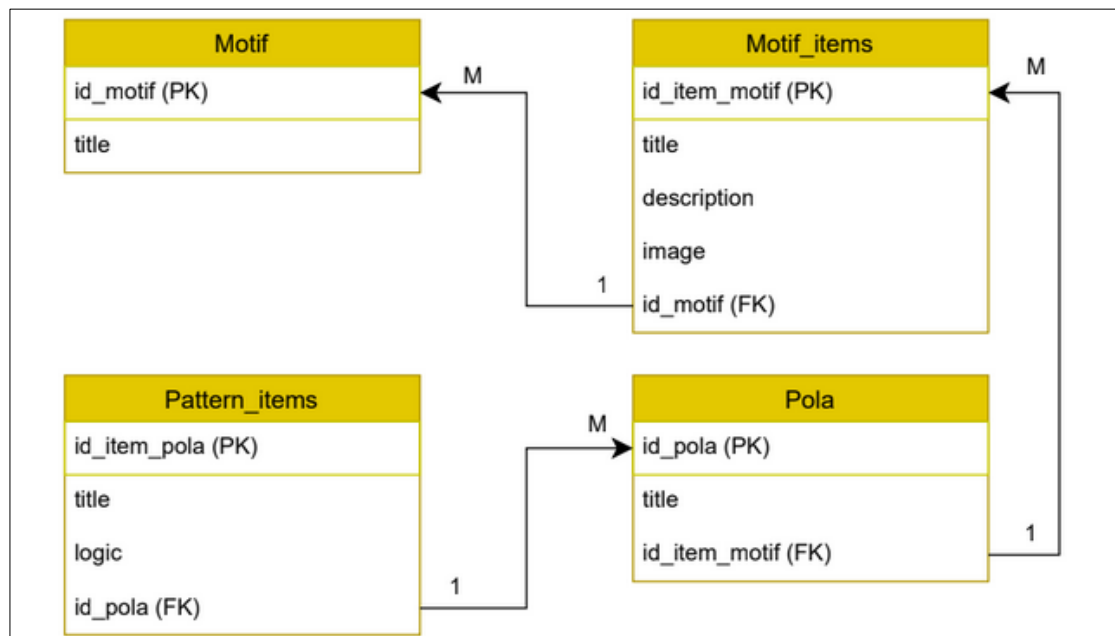 Motif
id_motif (PK)
title
M
1
Motif_items
id_item_motif (PK)
title
description
image
id_motif (FK)
M
1
Pattern_items
id_item_pola (PK)
title
logic
id_pola (FK)
1
M
Pola
id_pola (PK)
title
id_item_motif (FK)